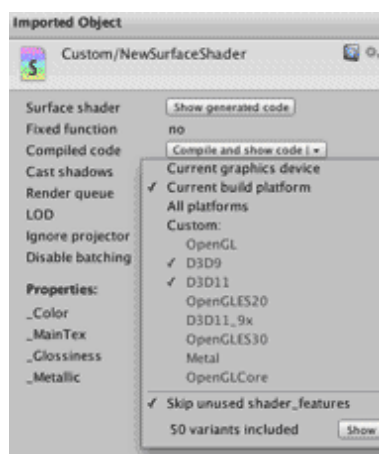 Imported Object
Custom/NewSurfaceShader
Surface shader Show generated code
Fixed function no
Compiled code Compile and show code
Cast shadows Current graphics device
Render queue ✓ Current build platform
LOD All platforms
Ignore projector Custom:
Disable batching OpenGL
✓ D3D9
Properties: ✓ D3D11
_Color OpenGLES20
_MainTex D3D11_9x
_Glossiness OpenGLES30
_Metallic Metal
OpenGLCore
✓ Skip unused shader_features
50 variants included Show